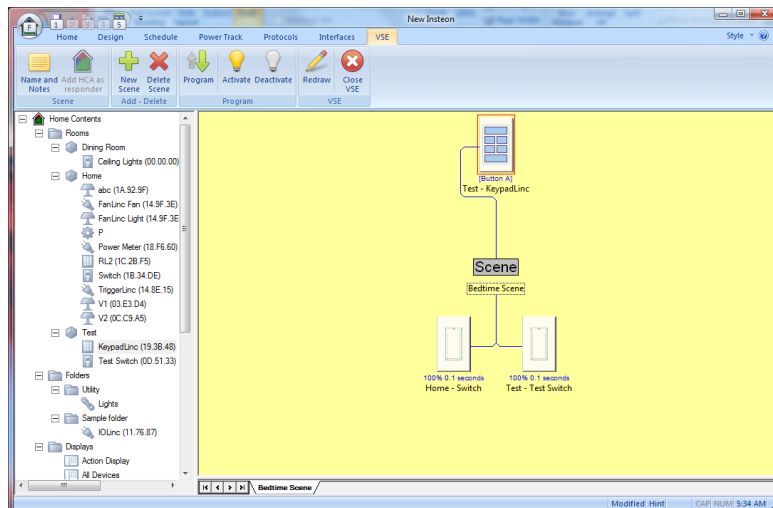 New Insteon
F
1
5
Home Design Schedule Power Track Protocols Interfaces VSE
Style
Name and Notes
Add HCA as responder
Scene
New Scene
Delete Scene
Add - Delete
Program
Activate
Deactivate
Program
Redraw
Close VSE
VSE
Home Contents
Rooms
Dining Room
Ceiling Lights (00.00.00)
Home
abc (1A.92.9F)
FanLinc Fan (14.9F.3E)
FanLinc Light (14.9F.3E
P
Power Meter (18.F6.60)
RL2 (1C.2B.F5)
Switch (1B.34.DE)
TriggerLinc (14.8E.15)
V1 (03.E3.D4)
V2 (0C.C9.A5)
Test
KeypadLinc (19.3B.48)
Test Switch (0D.51.33)
Folders
Utility
Lights
Sample folder
IOLinc (11.76.87)
Displays
Action Display
All Devices
[Button A]
Test - KeypadLinc
Scene
Bedtime Scene
100% 0.1 seconds
Home - Switch
100% 0.1 seconds
Test - Test Switch
Bedtime Scene
Modified Hint CAP NUM 5:34 AM